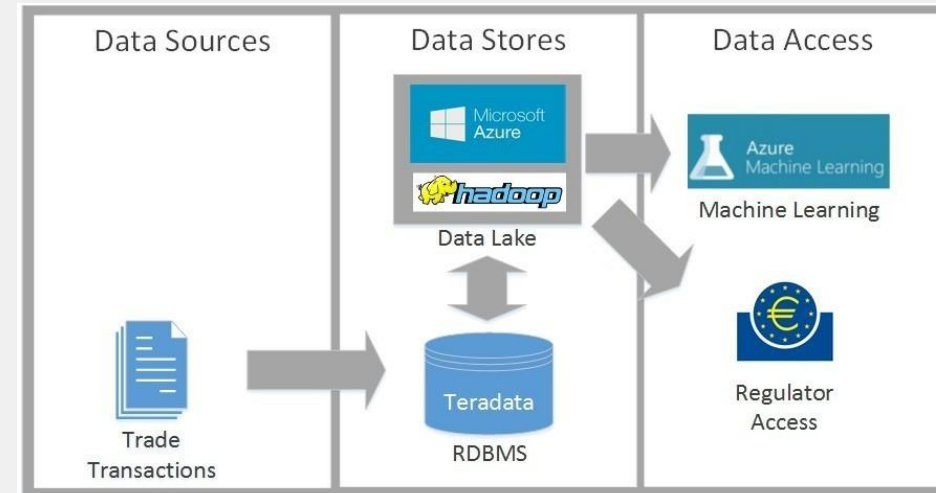 Data Sources
Data Stores
Data Access
Microsoft
Azure
hadoop
Data Lake
Azure
Machine Learning
Machine Learning
Trade
Transactions
Teradata
RDBMS
€
Regulator
Access